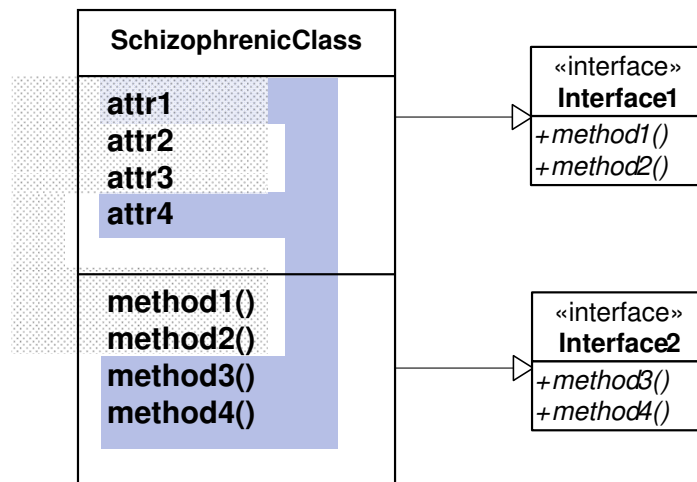 SchizophrenicClass
attr1
attr2
attr3
attr4
method1()
method2()
method3()
method4()
«interface»
Interface1
+method1()
+method2()
«interface»
Interface2
+method3()
+method4()